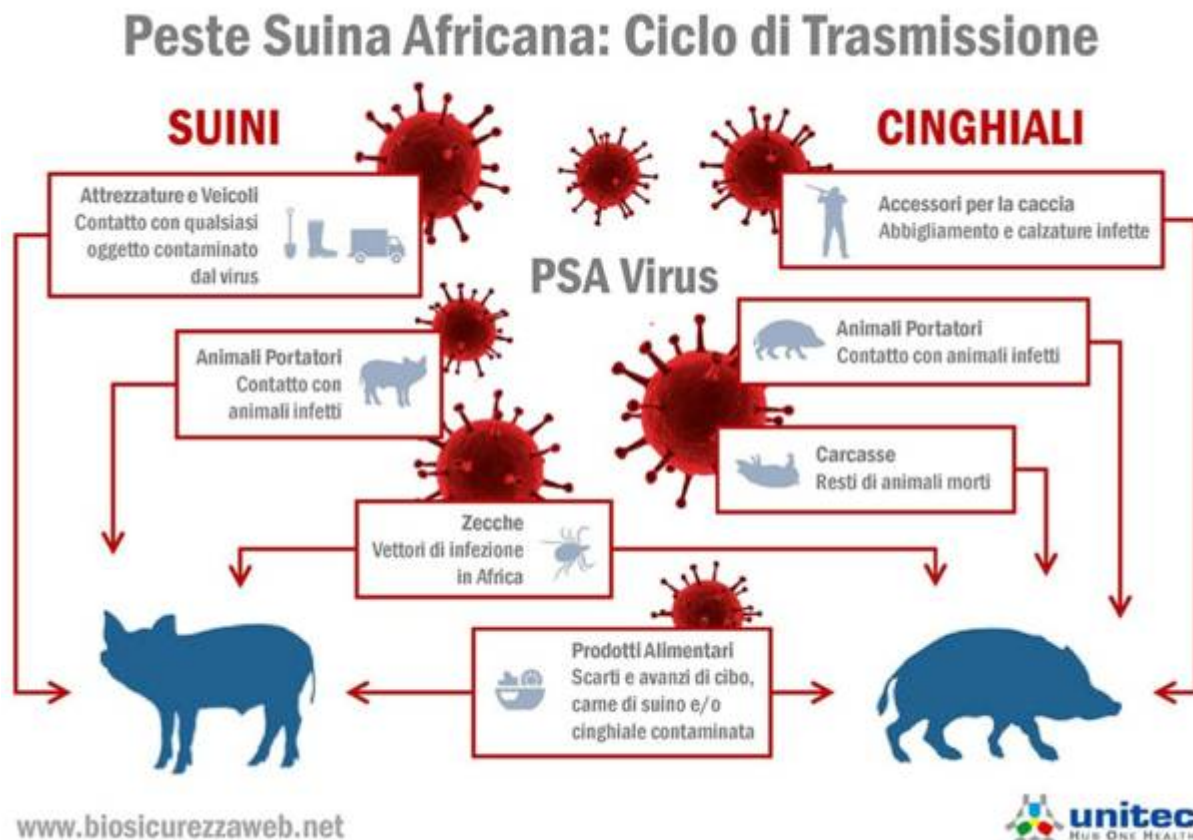 Peste Suina Africana: Ciclo di Trasmissione
SUINI
CINGHIALI
Attrezzature e Veicoli
Contatto con qualsiasi
oggetto contaminato
dal virus
Accessori per la caccia
Abbigliamento e calzature infette
PSA Virus
Animali Portatori
Contatto con
animali infetti
Animali Portatori
Contatto con animali infetti
Carcasse
Resti di animali morti
Zecche
Vettori di infezione
in Africa
Prodotti Alimentari
Scarti e avanzi di cibo,
carne di suino e/o
cinghiale contaminata
www.biosicurezzaweb.net
unitec
HUB ONE HEALTH